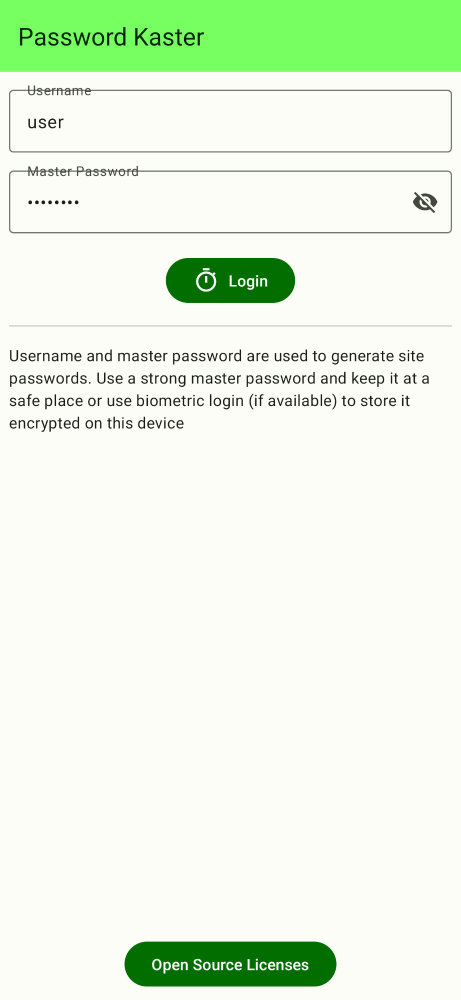 Password Kaster
Username
user
Master Password
••••••••
Login
Username and master password are used to generate site
passwords. Use a strong master password and keep it at a
safe place or use biometric login (if available) to store it
encrypted on this device
Open Source Licenses